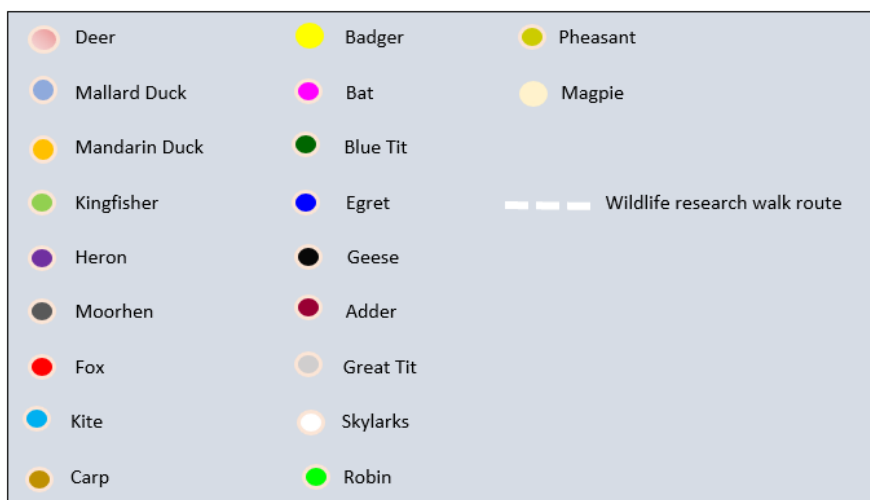 Deer
Mallard Duck
Mandarin Duck
Kingfisher
Heron
Moorhen
Fox
Kite
Carp
Badger
Bat
Blue Tit
Egret
Geese
Adder
Great Tit
Skylarks
Robin
Pheasant
Magpie
Wildlife research walk route